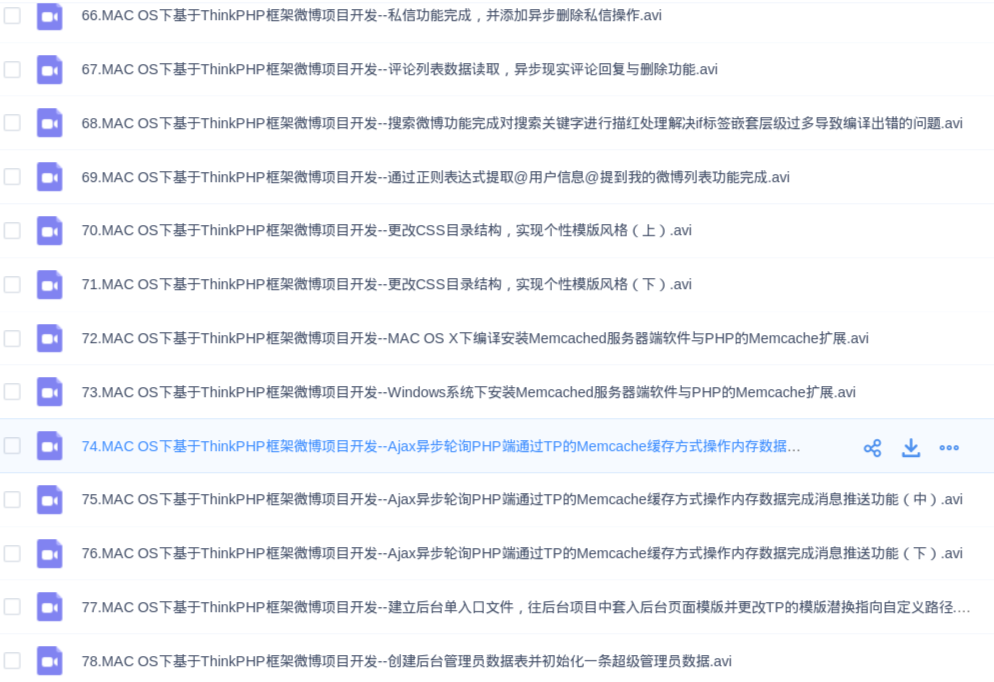 66.MAC OS下基于ThinkPHP框架微博项目开发--私信功能完成，并添加异步删除私信操作.avi
67.MAC OS下基于ThinkPHP框架微博项目开发--评论列表数据读取，异步现实评论回复与删除功能.avi
68.MAC OS下基于ThinkPHP框架微博项目开发--搜索微博功能完成对搜索关键字进行描红处理解决if标签嵌套层级过多导致编译出错的问题.avi
69.MAC OS下基于ThinkPHP框架微博项目开发--通过正则表达式提取@用户信息@提到我的微博列表功能完成.avi
70.MAC OS下基于ThinkPHP框架微博项目开发--更改CSS目录结构，实现个性模版风格（上）.avi
71.MAC OS下基于ThinkPHP框架微博项目开发--更改CSS目录结构，实现个性模版风格（下）.avi
72.MAC OS下基于ThinkPHP框架微博项目开发--MAC OS X下编译安装Memcached服务器端软件与PHP的Memcache扩展.avi
73.MAC OS下基于ThinkPHP框架微博项目开发--Windows系统下安装Memcached服务器端软件与PHP的Memcache扩展.avi
74.MAC OS下基于ThinkPHP框架微博项目开发--Ajax异步轮询PHP端通过TP的Memcache缓存方式操作内存数据...
75.MAC OS下基于ThinkPHP框架微博项目开发--Ajax异步轮询PHP端通过TP的Memcache缓存方式操作内存数据完成消息推送功能（中）.avi
76.MAC OS下基于ThinkPHP框架微博项目开发--Ajax异步轮询PHP端通过TP的Memcache缓存方式操作内存数据完成消息推送功能（下）.avi
77.MAC OS下基于ThinkPHP框架微博项目开发--建立后台单入口文件，往后台项目中套入后台页面模版并更改TP的模版潜换指向自定义路径....
78.MAC OS下基于ThinkPHP框架微博项目开发--创建后台管理员数据表并初始化一条超级管理员数据.avi